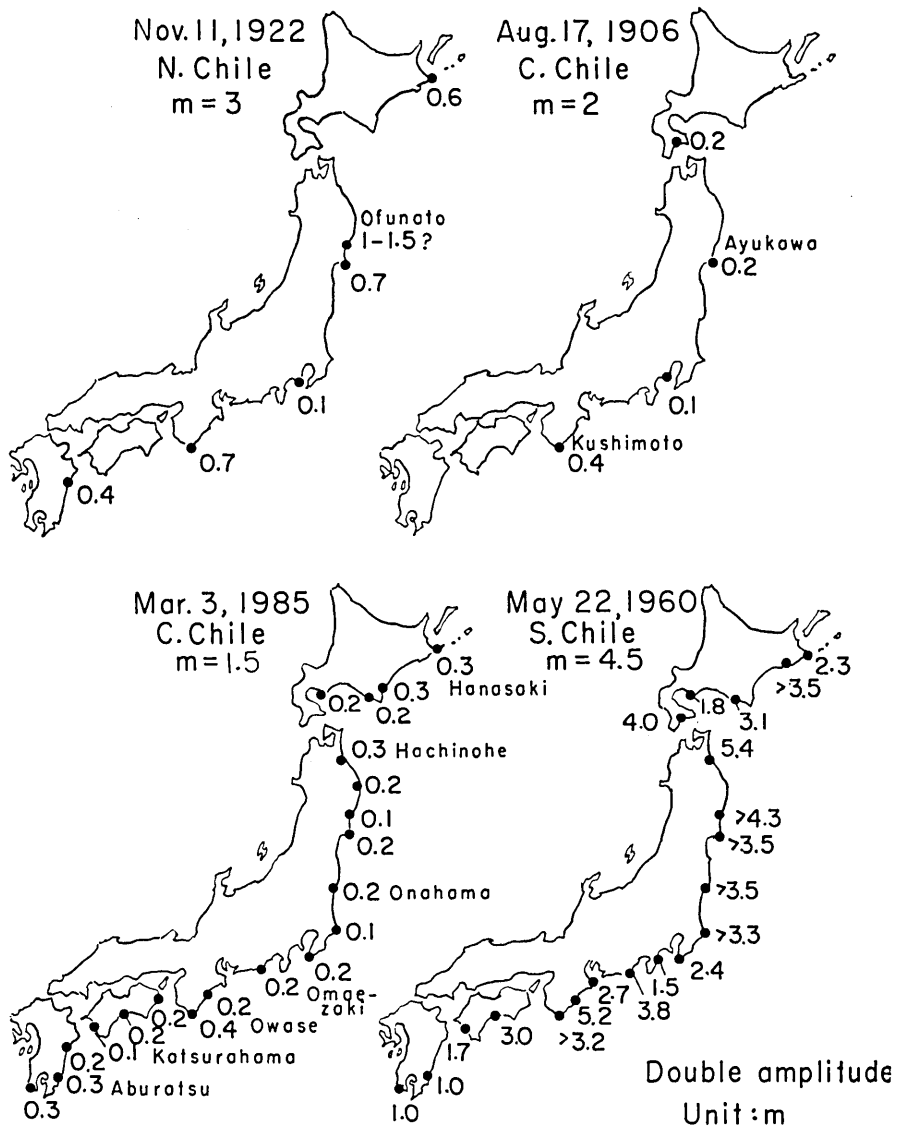 Nov. 11, 1922
N. Chile
m = 3
0.6
Ofunato
1-1.5?
0.7
0.1
0.7
0.4
Aug. 17, 1906
C. Chile
m = 2
0.2
Ayukawa
0.2
0.1
Kushimoto
0.4
Mar. 3, 1985
C. Chile
m = 1.5
0.3
0.3 Hanasaki
0.2
0.2
0.3 Hachinohe
0.2
0.1
0.2
0.2 Onahama
0.1
0.2
0.2 Omae-
zaki
0.2
0.4 Owase
0.2
0.2
0.1 Katsurahama
0.2
0.3 Aburatsu
0.3
May 22, 1960
S. Chile
m = 4.5
2.3
>3.5
1.8
3.1
4.0
5.4
>4.3
>3.5
>3.5
>3.3
2.4
1.5
3.8
2.7
5.2
>3.2
3.0
1.7
1.0
1.0
Double amplitude
Unit : m